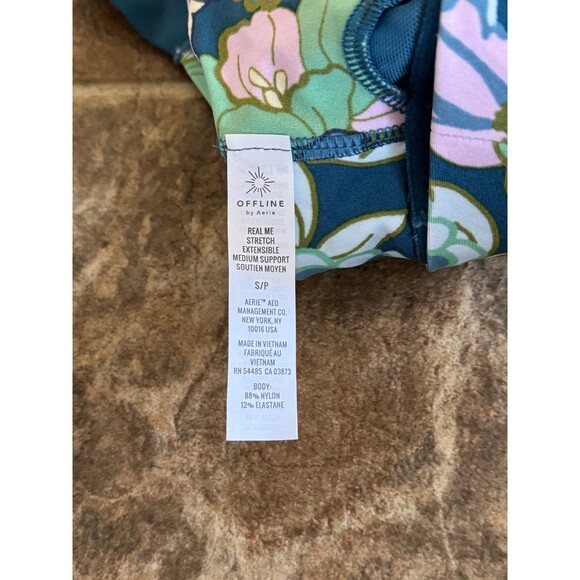 OFFLINE
by Aerie
REAL ME
STRETCH
EXTENSIBLE
MEDIUM SUPPORT
SOUTIEN MOYEN
S/P
AERIE™ AEO
MANAGEMENT CO.
NEW YORK, NY
10016 USA
MADE IN VIETNAM
FABRIQUÉ AU
VIETNAM
RN 54485 CA 03873
BODY:
88% NYLON
12% ELASTANE